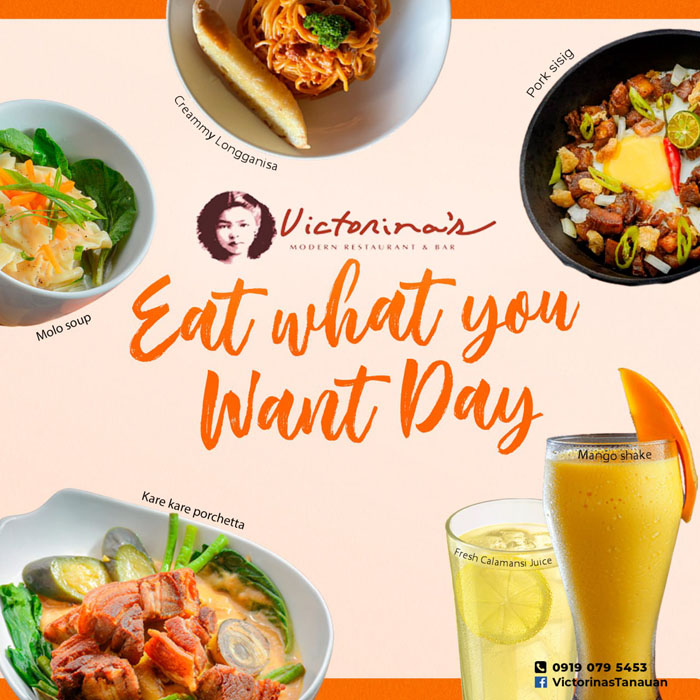 Creammy Longganisa
Pork sisig
Victorina's
MODERN RESTAURANT & BAR
Molo soup
Eat what you
Want Day
Mango shake
Kare kare porchetta
Fresh Calamansi Juice
0919 079 5453
VictorinasTanauan